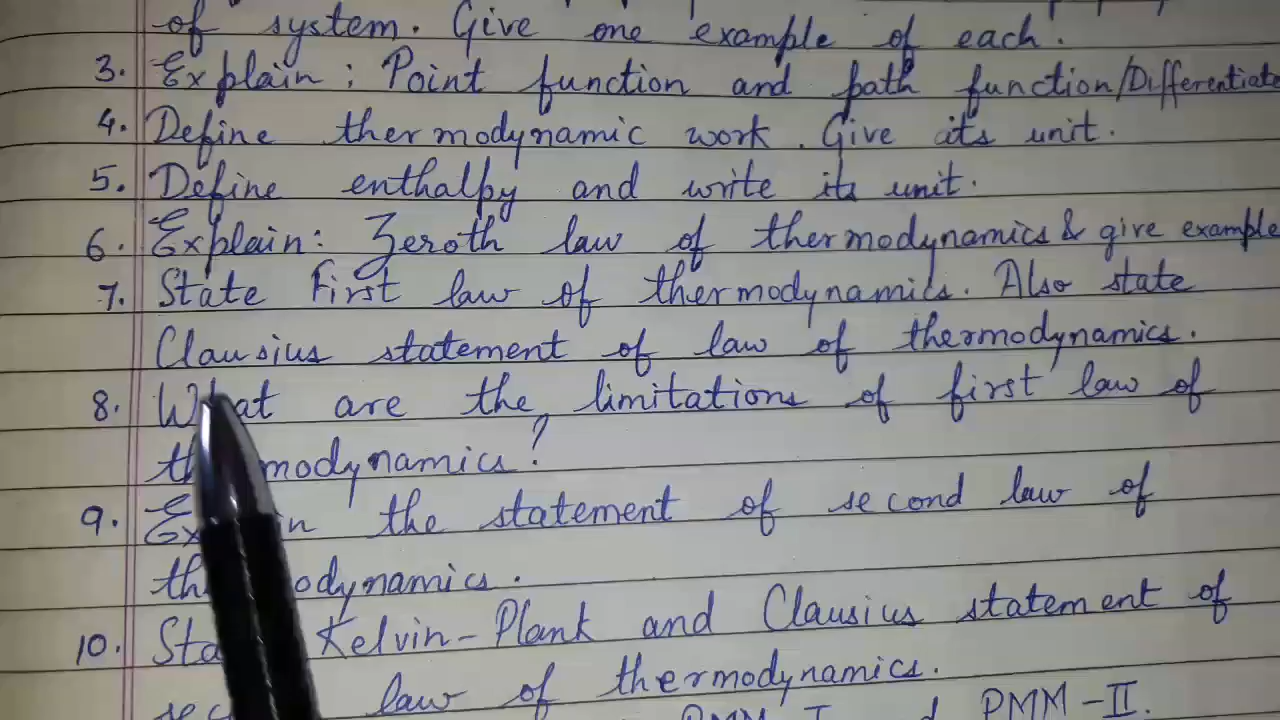 of system. Give one example of each.
3. Explain: Point function and path function/Differentiate
4. Define thermodynamic work. Give its unit.
5. Define enthalpy and write its unit.
6. Explain: Zeroth law of thermodynamics & give example
7. State First law of thermodynamics. Also state
Clausius statement of law of thermodynamics.
8. What are the limitations of first law of
thermodynamics?
9. the statement of second law of
thermodynamics.
10. Kelvin-Plank and Clausius statement of
law of thermodynamics.
PMM-II.